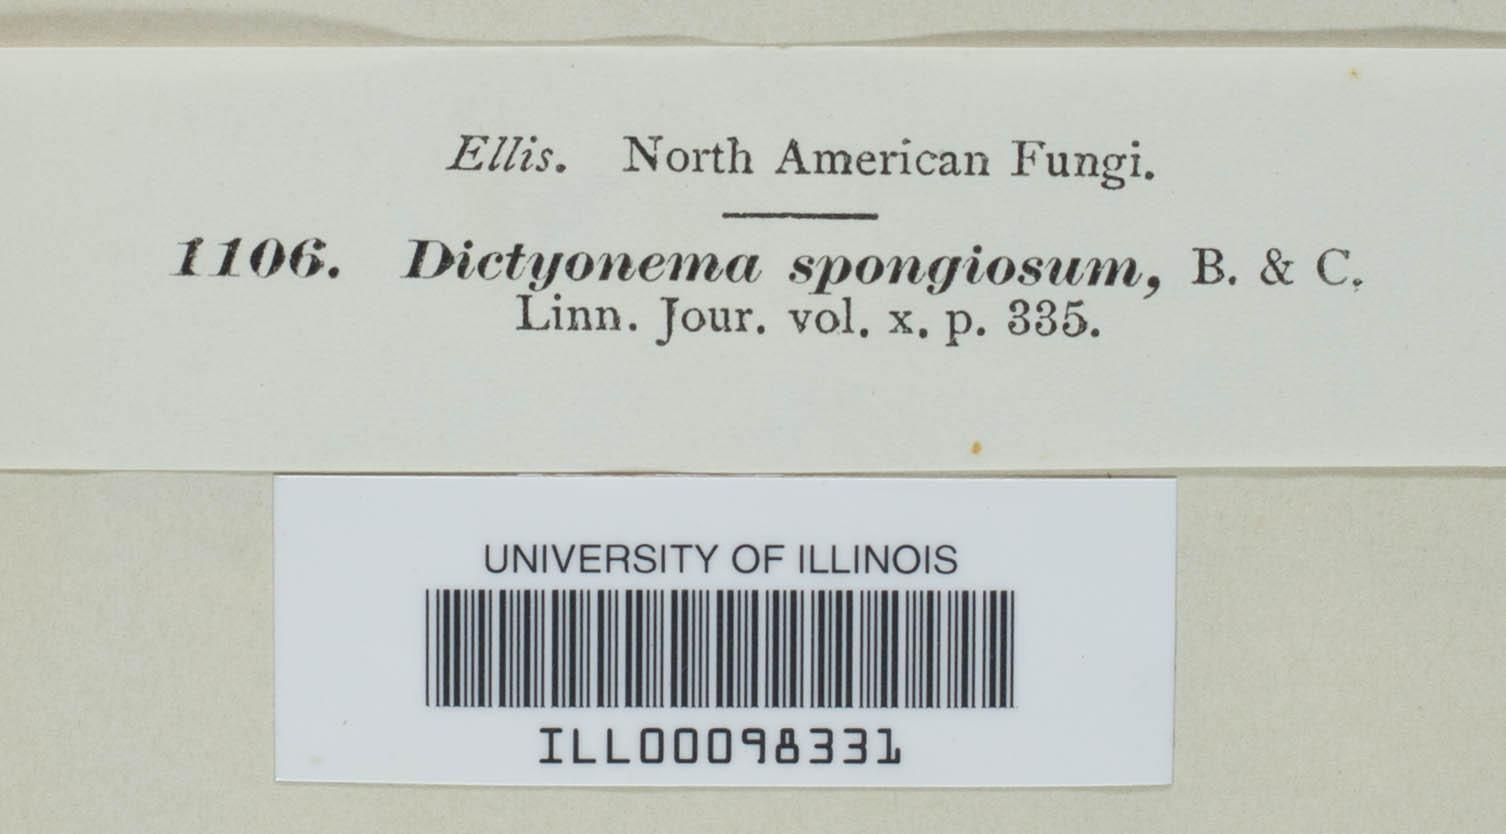 Ellis. North American Fungi.
1106. Dictyonema spongiosum, B. & C.
Linn. Jour. vol. x. p. 335.
UNIVERSITY OF ILLINOIS
ILL00098331